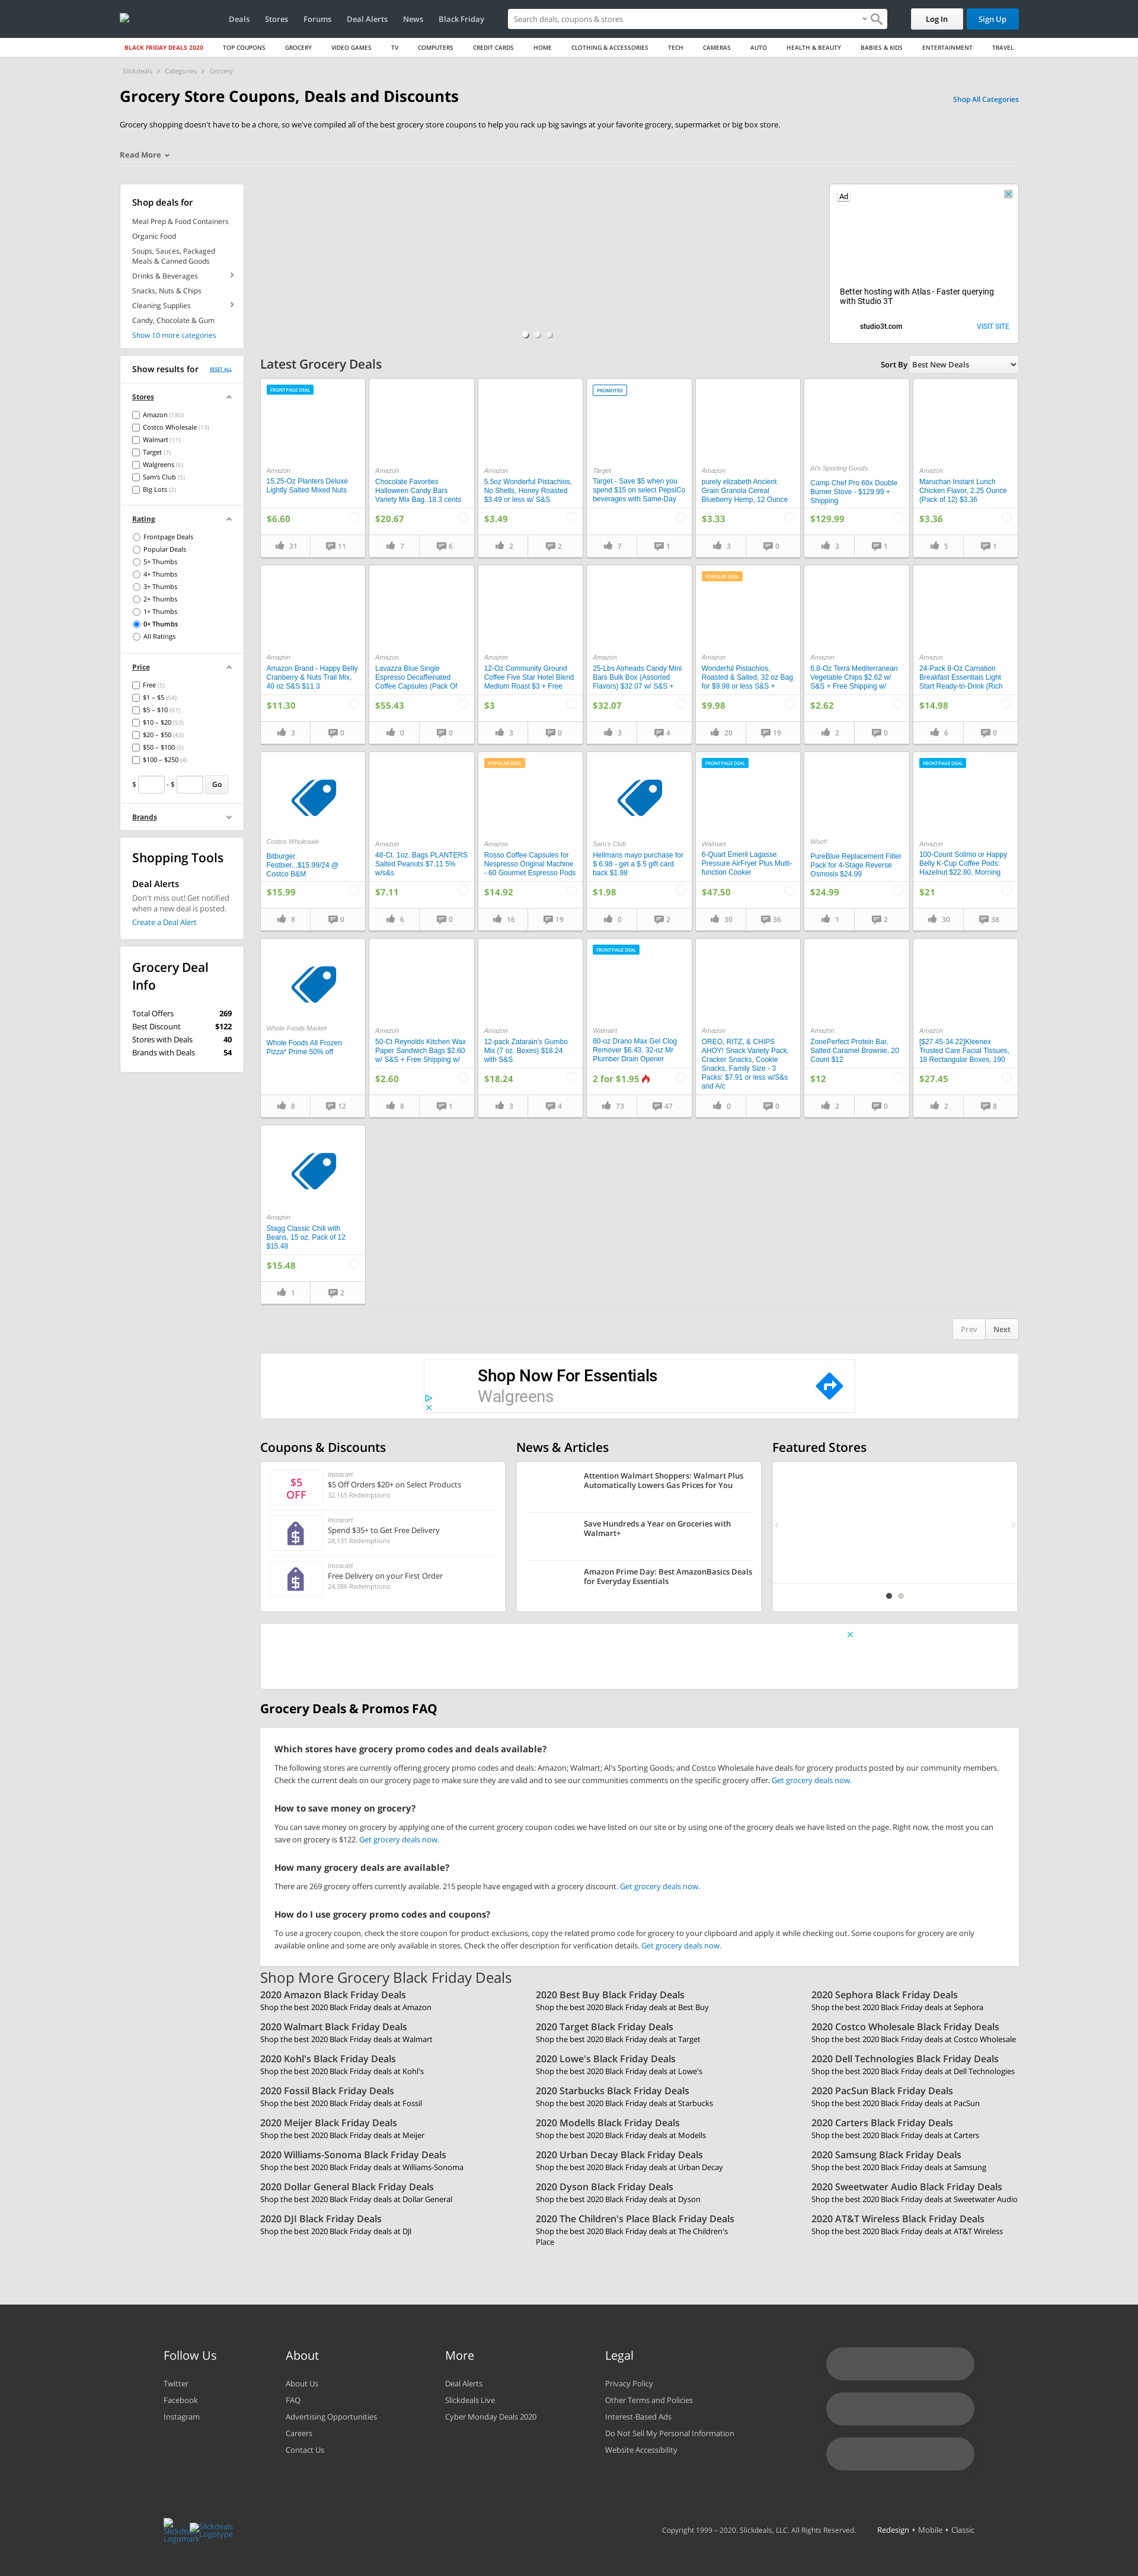 Deals Stores Forums Deal Alerts News Black Friday Search deals, coupons & stores Log In Sign Up
BLACK FRIDAY DEALS 2020 TOP COUPONS GROCERY VIDEO GAMES TV COMPUTERS CREDIT CARDS HOME CLOTHING & ACCESSORIES TECH CAMERAS AUTO HEALTH & BEAUTY BABIES & KIDS ENTERTAINMENT TRAVEL
Slickdeals > Categories > Grocery
Grocery Store Coupons, Deals and Discounts
Shop All Categories
Grocery shopping doesn't have to be a chore, so we've compiled all of the best grocery store coupons to help you rack up big savings at your favorite grocery, supermarket or big box store.
Read More
Shop deals for
Meal Prep & Food Containers
Organic Food
Soups, Sauces, Packaged
Meals & Canned Goods
Drinks & Beverages
Snacks, Nuts & Chips
Cleaning Supplies
Candy, Chocolate & Gum
Show 10 more categories
Ad
Better hosting with Atlas - Faster querying
with Studio 3T
studio3t.com VISIT SITE
Show results for RESET ALL
Stores
Amazon (180)
Costco Wholesale (13)
Walmart (11)
Target (7)
Walgreens (6)
Sam's Club (5)
Big Lots (2)
Rating
Frontpage Deals
Popular Deals
5+ Thumbs
4+ Thumbs
3+ Thumbs
2+ Thumbs
1+ Thumbs
0+ Thumbs
All Ratings
Price
Free (5)
$1 – $5 (54)
$5 – $10 (67)
$10 – $20 (50)
$20 – $50 (43)
$50 – $100 (5)
$100 – $250 (4)
$ - $ Go
Brands
Shopping Tools
Deal Alerts
Don't miss out! Get notified
when a new deal is posted.
Create a Deal Alert
Grocery Deal
Info
Total Offers 269
Best Discount $122
Stores with Deals 40
Brands with Deals 54
Latest Grocery Deals
Sort By Best New Deals
FRONTPAGE DEAL
Amazon
15.25-Oz Planters Deluxe
Lightly Salted Mixed Nuts
$6.60
31 11
Amazon
Chocolate Favorites
Halloween Candy Bars
Variety Mix Bag. 18.3 cents
$20.67
7 6
Amazon
5.5oz Wonderful Pistachios,
No Shells, Honey Roasted
$3.49 or less w/ S&S
$3.49
2 2
PROMOTED
Target
Target - Save $5 when you
spend $15 on select PepsiCo
beverages with Same-Day
7 1
Amazon
purely elizabeth Ancient
Grain Granola Cereal
Blueberry Hemp, 12 Ounce
$3.33
3 0
Al's Sporting Goods
Camp Chef Pro 60x Double
Burner Stove - $129.99 +
Shipping
$129.99
3 1
Amazon
Maruchan Instant Lunch
Chicken Flavor, 2.25 Ounce
(Pack of 12) $3.36
$3.36
5 1
Amazon
Amazon Brand - Happy Belly
Cranberry & Nuts Trail Mix,
40 oz S&S $11.3
$11.30
3 0
Amazon
Lavazza Blue Single
Espresso Decaffeinated
Coffee Capsules (Pack Of
$55.43
0 0
Amazon
12-Oz Community Ground
Coffee Five Star Hotel Blend
Medium Roast $3 + Free
$3
3 0
Amazon
25-Lbs Airheads Candy Mini
Bars Bulk Box (Assorted
Flavors) $32.07 w/ S&S +
$32.07
3 4
POPULAR DEAL
Amazon
Wonderful Pistachios,
Roasted & Salted, 32 oz Bag
for $9.98 or less S&S +
$9.98
20 19
Amazon
6.8-Oz Terra Mediterranean
Vegetable Chips $2.62 w/
S&S + Free Shipping w/
$2.62
2 0
Amazon
24-Pack 8-Oz Carnation
Breakfast Essentials Light
Start Ready-to-Drink (Rich
$14.98
6 0
Costco Wholesale
Bitburger
Festbier...$15.99/24 @
Costco B&M
$15.99
8 0
Amazon
48-Ct. 1oz. Bags PLANTERS
Salted Peanuts $7.11 5%
w/s&s
$7.11
6 0
POPULAR DEAL
Amazon
Rosso Coffee Capsules for
Nespresso Original Machine
- 60 Gourmet Espresso Pods
$14.92
16 19
Sam's Club
Hellmans mayo purchase for
$ 6.98 - get a $ 5 gift card
back $1.98
$1.98
0 2
FRONTPAGE DEAL
Walmart
6-Quart Emeril Lagasse
Pressure AirFryer Plus Multi-
function Cooker
$47.50
30 36
Woot!
PureBlue Replacement Filter
Pack for 4-Stage Reverse
Osmosis $24.99
$24.99
1 2
FRONTPAGE DEAL
Amazon
100-Count Solimo or Happy
Belly K-Cup Coffee Pods:
Hazelnut $22.80, Morning
$21
30 38
Whole Foods Market
Whole Foods All Frozen
Pizza* Prime 50% off
8 12
Amazon
50-Ct Reynolds Kitchen Wax
Paper Sandwich Bags $2.60
w/ S&S + Free Shipping w/
$2.60
8 1
Amazon
12-pack Zatarain's Gumbo
Mix (7 oz. Boxes) $18.24
with S&S
$18.24
3 4
FRONTPAGE DEAL
Walmart
80-oz Drano Max Gel Clog
Remover $6.43, 32-oz Mr
Plumber Drain Opener
2 for $1.95
73 47
Amazon
OREO, RITZ, & CHIPS
AHOY! Snack Variety Pack,
Cracker Snacks, Cookie
Snacks, Family Size - 3
Packs: $7.91 or less w/S&s
and A/c
0 0
Amazon
ZonePerfect Protein Bar,
Salted Caramel Brownie, 20
Count $12
$12
2 0
Amazon
[$27.45-34.22]Kleenex
Trusted Care Facial Tissues,
18 Rectangular Boxes, 190
$27.45
2 8
Amazon
Stagg Classic Chili with
Beans, 15 oz, Pack of 12
$15.48
$15.48
1 2
Prev Next
Shop Now For Essentials
Walgreens
Coupons & Discounts
$5
OFF
Instacart
$5 Off Orders $20+ on Select Products
32,165 Redemptions
Instacart
Spend $35+ to Get Free Delivery
28,131 Redemptions
Instacart
Free Delivery on your First Order
24,386 Redemptions
News & Articles
Attention Walmart Shoppers: Walmart Plus
Automatically Lowers Gas Prices for You
Save Hundreds a Year on Groceries with
Walmart+
Amazon Prime Day: Best AmazonBasics Deals
for Everyday Essentials
Featured Stores
Grocery Deals & Promos FAQ
Which stores have grocery promo codes and deals available?
The following stores are currently offering grocery promo codes and deals: Amazon; Walmart; Al's Sporting Goods; and Costco Wholesale have deals for grocery products posted by our community members.
Check the current deals on our grocery page to make sure they are valid and to see our communities comments on the specific grocery offer. Get grocery deals now.
How to save money on grocery?
You can save money on grocery by applying one of the current grocery coupon codes we have listed on our site or by using one of the grocery deals we have listed on the page. Right now, the most you can
save on grocery is $122. Get grocery deals now.
How many grocery deals are available?
There are 269 grocery offers currently available. 215 people have engaged with a grocery discount. Get grocery deals now.
How do I use grocery promo codes and coupons?
To use a grocery coupon, check the store coupon for product exclusions, copy the related promo code for grocery to your clipboard and apply it while checking out. Some coupons for grocery are only
available online and some are only available in stores. Check the offer description for verification details. Get grocery deals now.
Shop More Grocery Black Friday Deals
2020 Amazon Black Friday Deals
Shop the best 2020 Black Friday deals at Amazon
2020 Best Buy Black Friday Deals
Shop the best 2020 Black Friday deals at Best Buy
2020 Sephora Black Friday Deals
Shop the best 2020 Black Friday deals at Sephora
2020 Walmart Black Friday Deals
Shop the best 2020 Black Friday deals at Walmart
2020 Target Black Friday Deals
Shop the best 2020 Black Friday deals at Target
2020 Costco Wholesale Black Friday Deals
Shop the best 2020 Black Friday deals at Costco Wholesale
2020 Kohl's Black Friday Deals
Shop the best 2020 Black Friday deals at Kohl's
2020 Lowe's Black Friday Deals
Shop the best 2020 Black Friday deals at Lowe's
2020 Dell Technologies Black Friday Deals
Shop the best 2020 Black Friday deals at Dell Technologies
2020 Fossil Black Friday Deals
Shop the best 2020 Black Friday deals at Fossil
2020 Starbucks Black Friday Deals
Shop the best 2020 Black Friday deals at Starbucks
2020 PacSun Black Friday Deals
Shop the best 2020 Black Friday deals at PacSun
2020 Meijer Black Friday Deals
Shop the best 2020 Black Friday deals at Meijer
2020 Modells Black Friday Deals
Shop the best 2020 Black Friday deals at Modells
2020 Carters Black Friday Deals
Shop the best 2020 Black Friday deals at Carters
2020 Williams-Sonoma Black Friday Deals
Shop the best 2020 Black Friday deals at Williams-Sonoma
2020 Urban Decay Black Friday Deals
Shop the best 2020 Black Friday deals at Urban Decay
2020 Samsung Black Friday Deals
Shop the best 2020 Black Friday deals at Samsung
2020 Dollar General Black Friday Deals
Shop the best 2020 Black Friday deals at Dollar General
2020 Dyson Black Friday Deals
Shop the best 2020 Black Friday deals at Dyson
2020 Sweetwater Audio Black Friday Deals
Shop the best 2020 Black Friday deals at Sweetwater Audio
2020 DJI Black Friday Deals
Shop the best 2020 Black Friday deals at DJI
2020 The Children's Place Black Friday Deals
Shop the best 2020 Black Friday deals at The Children's
Place
2020 AT&T Wireless Black Friday Deals
Shop the best 2020 Black Friday deals at AT&T Wireless
Follow Us
Twitter
Facebook
Instagram
About
About Us
FAQ
Advertising Opportunities
Careers
Contact Us
More
Deal Alerts
Slickdeals Live
Cyber Monday Deals 2020
Legal
Privacy Policy
Other Terms and Policies
Interest-Based Ads
Do Not Sell My Personal Information
Website Accessibility
Logomark
Slickdeals
Logotype
Copyright 1999 – 2020. Slickdeals, LLC. All Rights Reserved. Redesign • Mobile • Classic